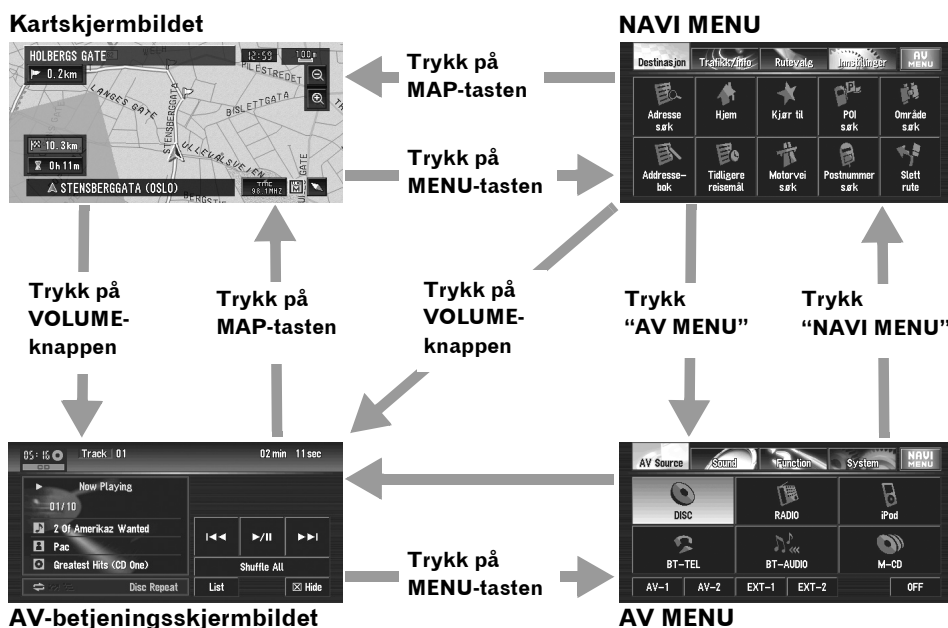 Kartskjermbildet
HOLBERGS GATE
12:59
100m
0.2km
PILESTREDET
LANGES GATE
BISLETTGATA
STENSBERGGATA
ULLEVÅLSVEIEN
GATE
10.3km
0h11m
STENSBERGGATA (OSLO)
TMC
98.1MHZ
BERGSTI
Trykk på
MAP-tasten
Trykk på
MENU-tasten
NAVI MENU
Destinasjon
Trafikk/info
Rutevalg
Innstillinger
AV
MENU
Adresse
søk
Hjem
Kjør til
POI
søk
Område
søk
Addresse-
bok
Tidligere
reisemål
Motorvei
søk
Postnummer
søk
Slett
rute
Trykk på
VOLUME-
knappen
Trykk på
MAP-tasten
Trykk på
VOLUME-
knappen
Trykk
“AV MENU”
Trykk
“NAVI MENU”
05:16
CD
Track 01
02 min 11 sec
Now Playing
01/10
2 Of Amerikaz Wanted
Pac
Greatest Hits (CD One)
Disc Repeat
Shuffle All
List
Hide
AV-betjeningsskjermbildet
Trykk på
MENU-tasten
AV Source
Sound
Function
System
NAVI
MENU
DISC
RADIO
iPod
BT-TEL
BT-AUDIO
M-CD
AV-1
AV-2
EXT-1
EXT-2
OFF
AV MENU